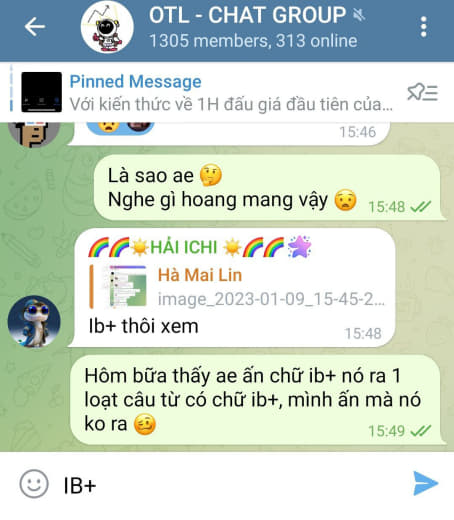 OTL - CHAT GROUP
1305 members, 313 online
Pinned Message
Với kiến thức về 1H đấu giá đầu tiên của...
15:46
Là sao ae 🤔
Nghe gì hoang mang vậy 😧 15:48
🌈🌈☀️HẢI ICHI ☀️🌈🌈
Hà Mai Lin
image_2023-01-09_15-45-2...
Ib+ thôi xem
15:48
Hôm bữa thấy ae ấn chữ ib+ nó ra 1
loạt câu từ có chữ ib+, mình ấn mà nó
ko ra 🥴
15:49
IB+